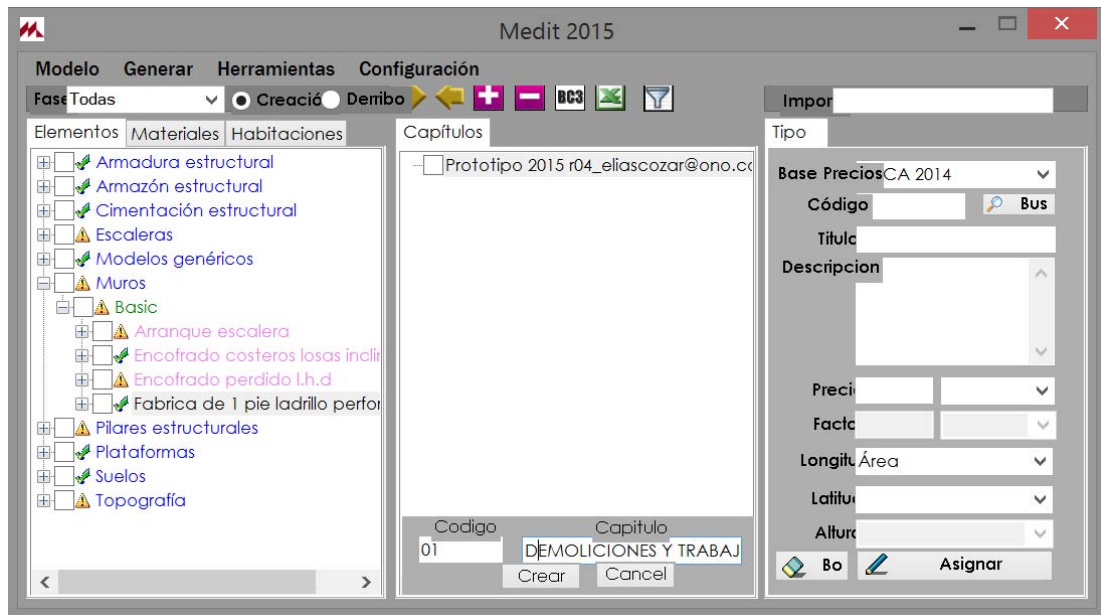 Medit 2015
Modelo Generar Herramientas Configuración
Fase Todas Creació Derribo BC3 Impor
Elementos Materiales Habitaciones
Armadura estructural
Armazón estructural
Cimentación estructural
Escaleras
Modelos genéricos
Muros
Basic
Arranque escalera
Encofrado costeros losas inclin
Encofrado perdido l.h.d
Fabrica de 1 pie ladrillo perfor
Pilares estructurales
Plataformas
Suelos
Topografía
Capítulos
Prototipo 2015 r04_eliascozar@ono.co
Codigo Capitulo
01 DEMOLICIONES Y TRABAJ
Crear Cancel
Tipo
Base Precios CA 2014
Código Bus
Titulo
Descripcion
Preci
Facto
Longitu Área
Latitu
Altura
Bo Asignar